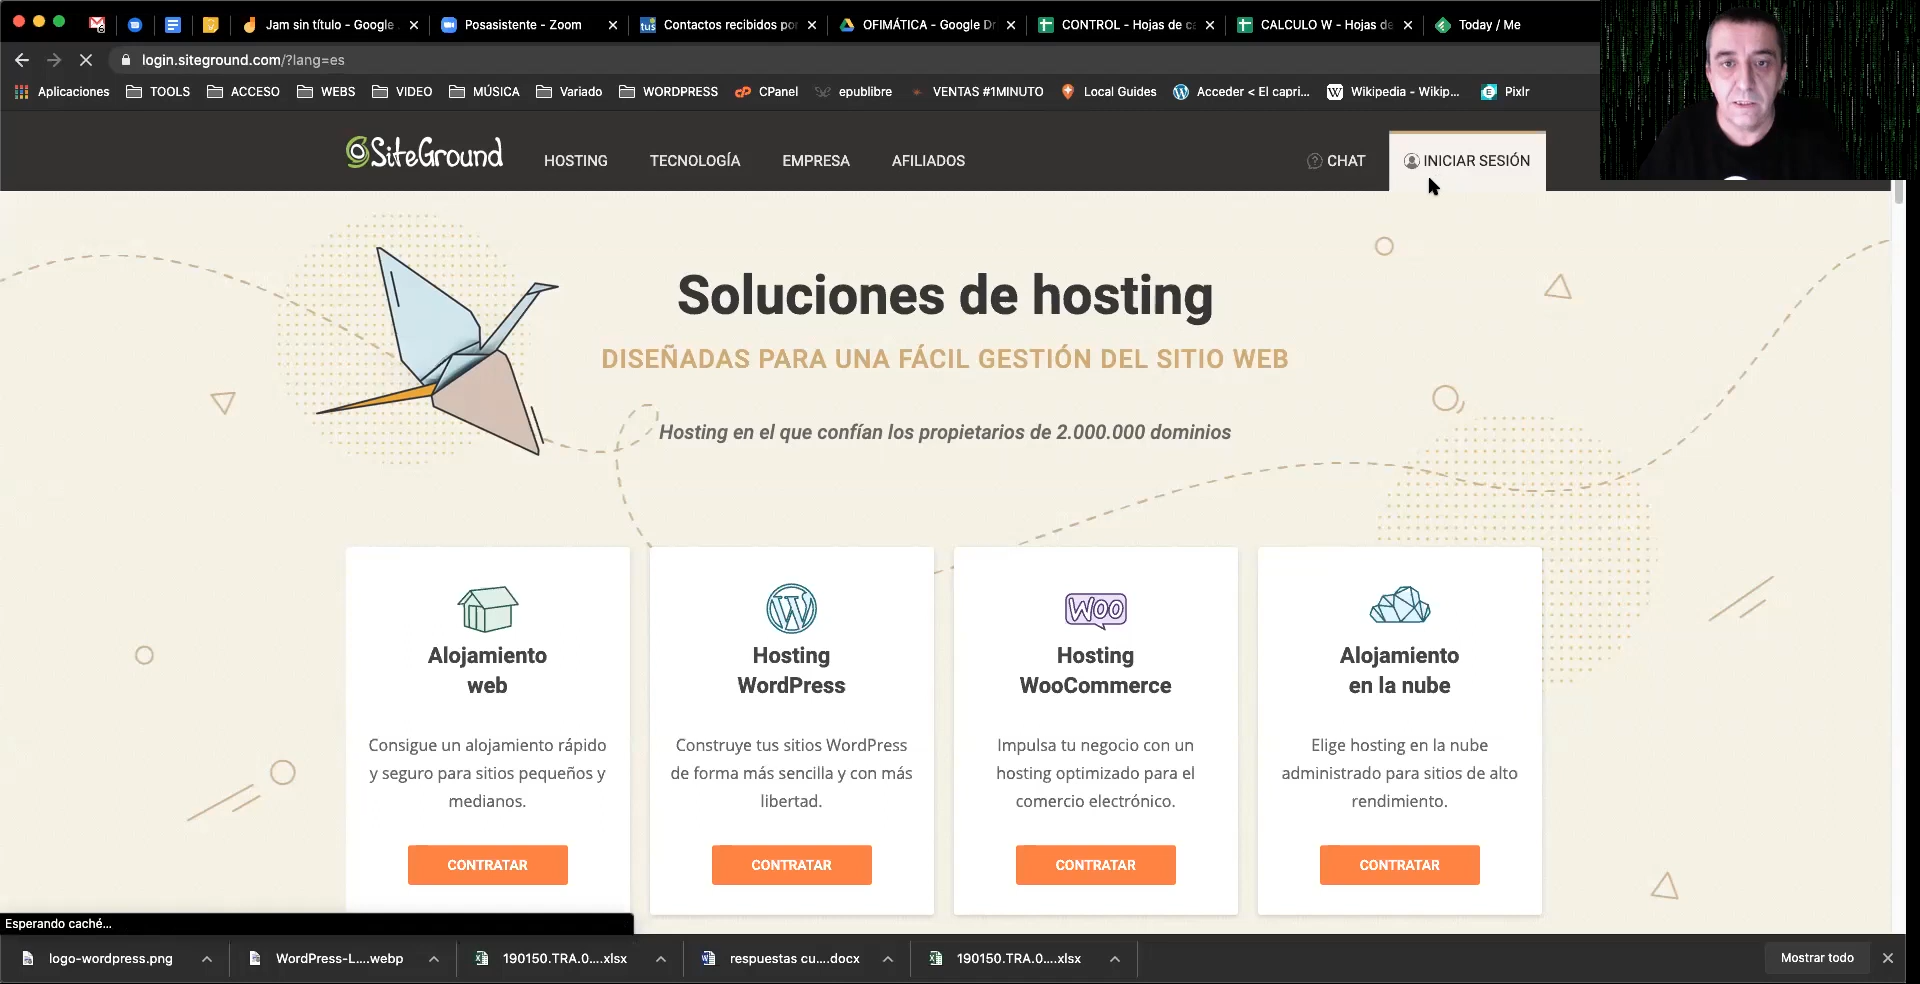 Jam sin título - Google
Posasistente - Zoom
Contactos recibidos po
OFIMÁTICA - Google Dr
CONTROL - Hojas de c
CALCULO W - Hojas de
Today / Me
login.siteground.com/?lang=es
Aplicaciones
TOOLS
ACCESO
WEBS
VIDEO
MÚSICA
Variado
WORDPRESS
CPanel
epublibre
VENTAS #1MINUTO
Local Guides
Acceder < El capri...
Wikipedia - Wikip...
Pixlr
SiteGround
HOSTING
TECNOLOGÍA
EMPRESA
AFILIADOS
CHAT
INICIAR SESIÓN
Soluciones de hosting
DISEÑADAS PARA UNA FÁCIL GESTIÓN DEL SITIO WEB
Hosting en el que confían los propietarios de 2.000.000 dominios
Alojamiento
web
Consigue un alojamiento rápido
y seguro para sitios pequeños y
medianos.
CONTRATAR
Hosting
WordPress
Construye tus sitios WordPress
de forma más sencilla y con más
libertad.
CONTRATAR
WOO
Hosting
WooCommerce
Impulsa tu negocio con un
hosting optimizado para el
comercio electrónico.
CONTRATAR
Alojamiento
en la nube
Elige hosting en la nube
administrado para sitios de alto
rendimiento.
CONTRATAR
Esperando caché...
logo-wordpress.png
WordPress-L....webp
190150.TRA.0....xlsx
respuestas cu....docx
190150.TRA.0....xlsx
Mostrar todo